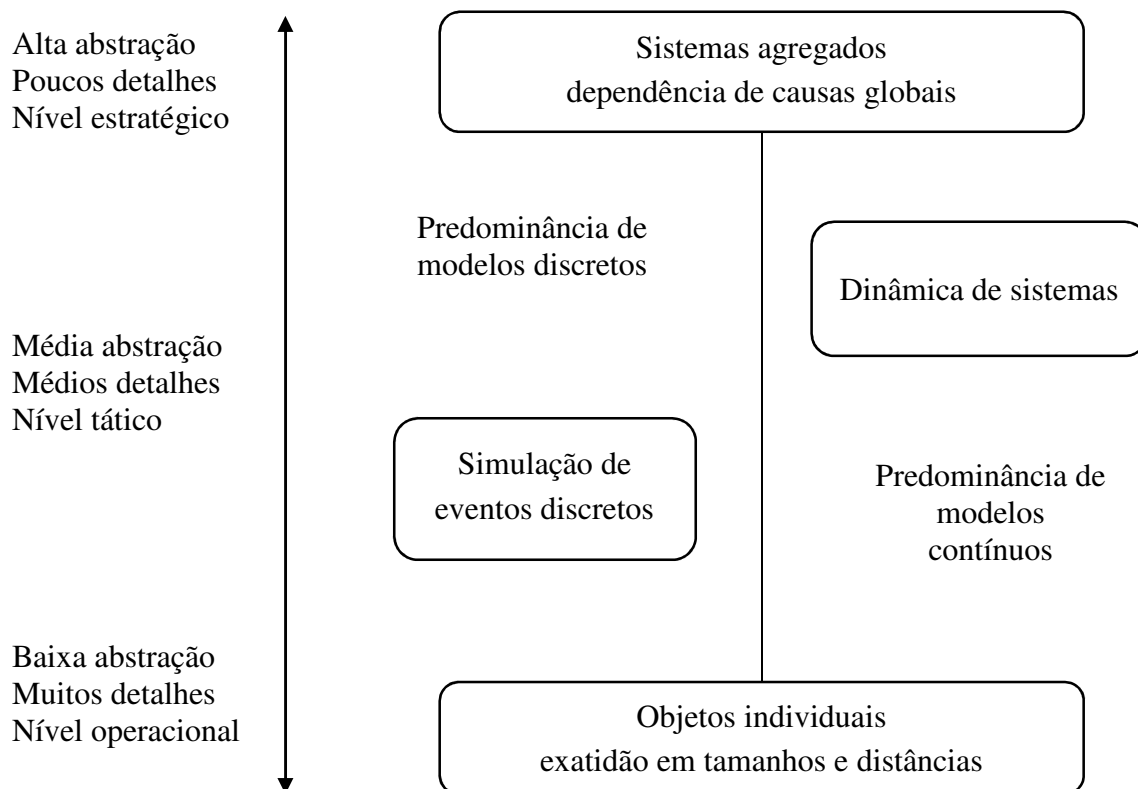 Alta abstração
Poucos detalhes
Nível estratégico
Sistemas agregados
dependência de causas globais
Predominância de
modelos discretos
Dinâmica de sistemas
Média abstração
Médios detalhes
Nível tático
Simulação de
eventos discretos
Predominância de
modelos
contínuos
Baixa abstração
Muitos detalhes
Nível operacional
Objetos individuais
exatidão em tamanhos e distâncias